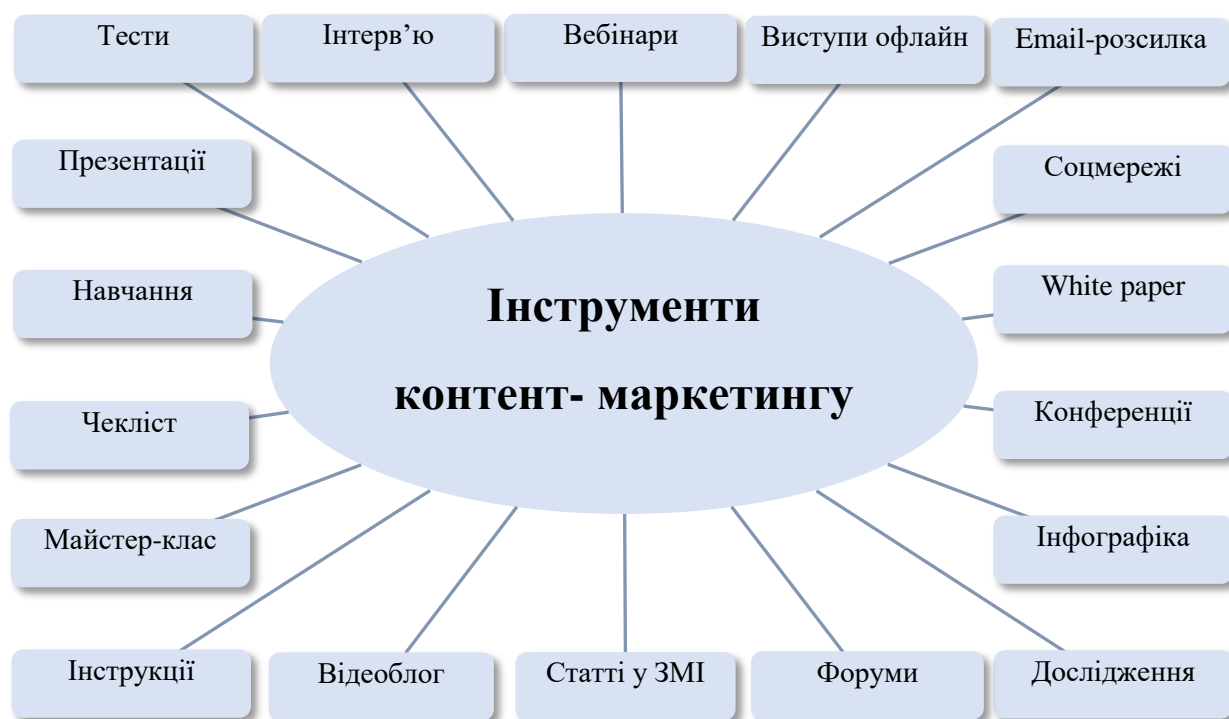 Тести
Інтерв’ю
Вебінари
Виступи офлайн
Email-розсилка
Презентації
Соцмережі
Навчання
White paper
Інструменти
контент- маркетингу
Чекліст
Конференції
Майстер-клас
Інфографіка
Інструкції
Відеоблог
Статті у ЗМІ
Форуми
Дослідження